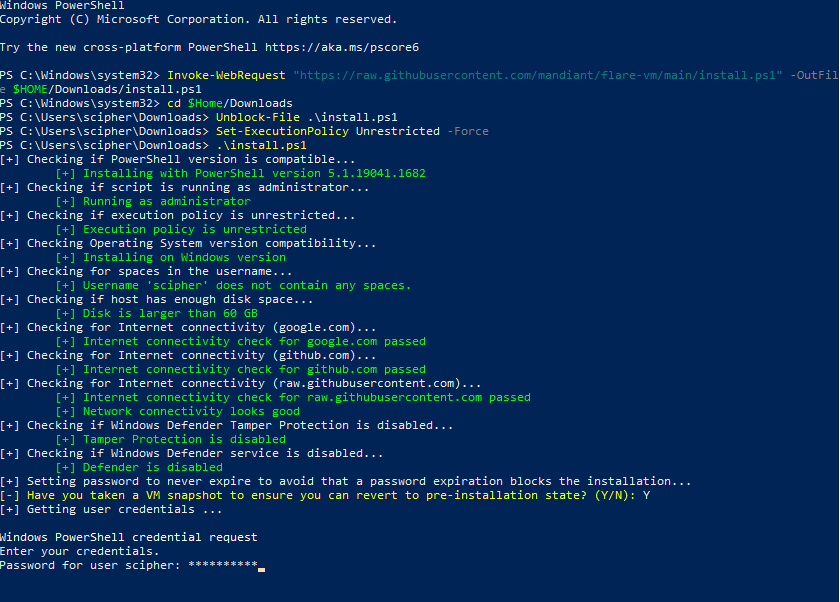 Windows PowerShell
Copyright (C) Microsoft Corporation. All rights reserved.
Try the new cross-platform PowerShell https://aka.ms/pscore6
PS C:\Windows\system32> Invoke-WebRequest "https://raw.githubusercontent.com/mandiant/flare-vm/main/install.ps1" -OutFil
e $HOME/Downloads/install.ps1
PS C:\Windows\system32> cd $Home/Downloads
PS C:\Users\scipher\Downloads> Unblock-File .\install.ps1
PS C:\Users\scipher\Downloads> Set-ExecutionPolicy Unrestricted -Force
PS C:\Users\scipher\Downloads> .\install.ps1
[+] Checking if PowerShell version is compatible...
[+] Installing with PowerShell version 5.1.19041.1682
[+] Checking if script is running as administrator...
[+] Running as administrator
[+] Checking if execution policy is unrestricted...
[+] Execution policy is unrestricted
[+] Checking Operating System version compatibility...
[+] Installing on Windows version
[+] Checking for spaces in the username...
[+] Username 'scipher' does not contain any spaces.
[+] Checking if host has enough disk space...
[+] Disk is larger than 60 GB
[+] Checking for Internet connectivity (google.com)...
[+] Internet connectivity check for google.com passed
[+] Checking for Internet connectivity (github.com)...
[+] Internet connectivity check for github.com passed
[+] Checking for Internet connectivity (raw.githubusercontent.com)...
[+] Internet connectivity check for raw.githubusercontent.com passed
[+] Network connectivity looks good
[+] Checking if Windows Defender Tamper Protection is disabled...
[+] Tamper Protection is disabled
[+] Checking if Windows Defender service is disabled...
[+] Defender is disabled
[+] Setting password to never expire to avoid that a password expiration blocks the installation...
[-] Have you taken a VM snapshot to ensure you can revert to pre-installation state? (Y/N): Y
[+] Getting user credentials ...
Windows PowerShell credential request
Enter your credentials.
Password for user scipher: **********